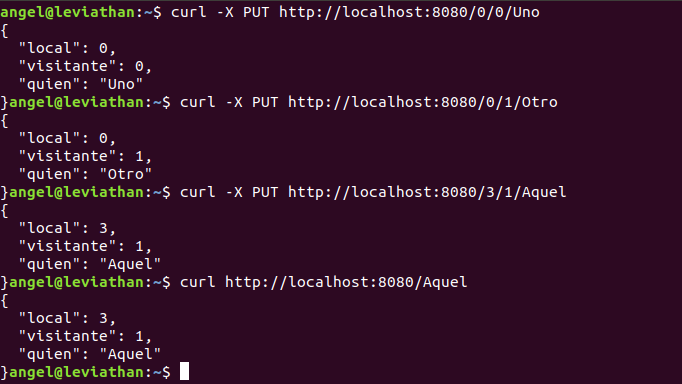 angel@leviathan:~$ curl -X PUT http://localhost:8080/0/0/Uno
{
  "local": 0,
  "visitante": 0,
  "quien": "Uno"
}angel@leviathan:~$ curl -X PUT http://localhost:8080/0/1/Otro
{
  "local": 0,
  "visitante": 1,
  "quien": "Otro"
}angel@leviathan:~$ curl -X PUT http://localhost:8080/3/1/Aquel
{
  "local": 3,
  "visitante": 1,
  "quien": "Aquel"
}angel@leviathan:~$ curl http://localhost:8080/Aquel
{
  "local": 3,
  "visitante": 1,
  "quien": "Aquel"
}angel@leviathan:~$